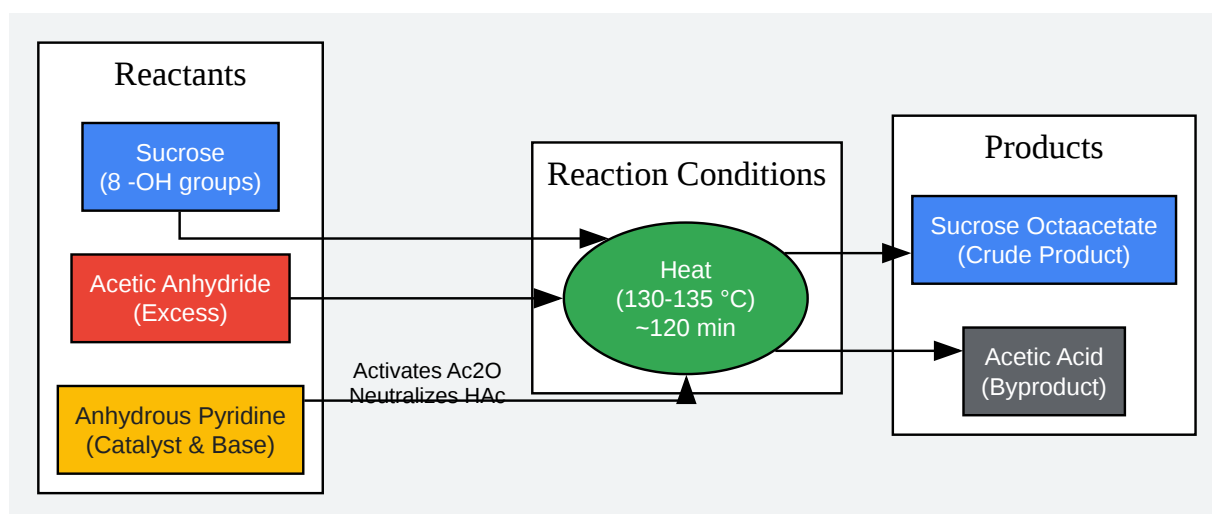 Reactants
Sucrose
(8 -OH groups)
Acetic Anhydride
(Excess)
Anhydrous Pyridine
(Catalyst & Base)
Activates Ac2O
Neutralizes HAc
Reaction Conditions
Heat
(130-135 °C)
~120 min
Products
Sucrose Octaacetate
(Crude Product)
Acetic Acid
(Byproduct)